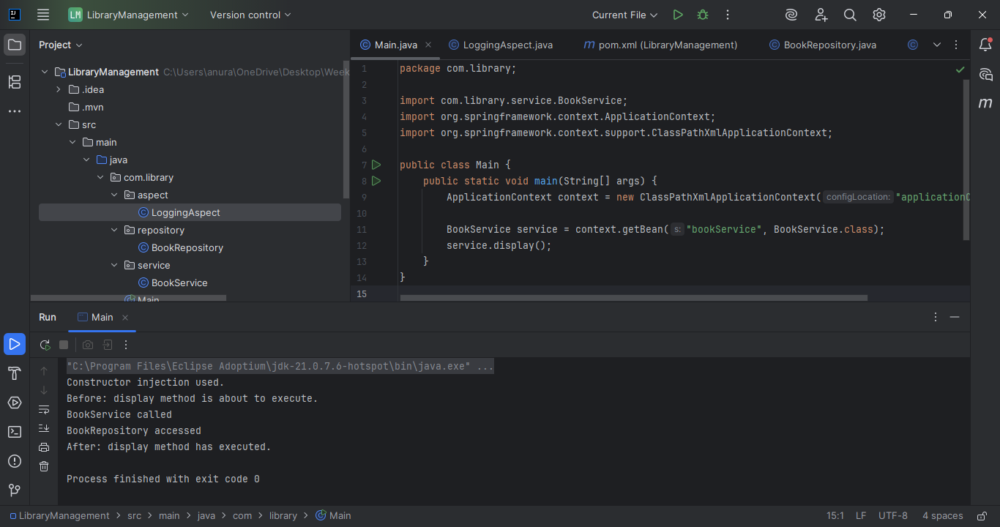 LM LibraryManagement Version control Current File
Project
Main.java LoggingAspect.java pom.xml (LibraryManagement) BookRepository.java
LibraryManagement C:\Users\anura\OneDrive\Desktop\Week
.idea
.mvn
src
main
java
com.library
aspect
LoggingAspect
repository
BookRepository
service
BookService
Main
1 package com.library;
2
3 import com.library.service.BookService;
4 import org.springframework.context.ApplicationContext;
5 import org.springframework.context.support.ClassPathXmlApplicationContext;
6
7 public class Main {
8 public static void main(String[] args) {
9 ApplicationContext context = new ClassPathXmlApplicationContext( configLocation: "applicationC
10
11 BookService service = context.getBean( s: "bookService", BookService.class);
12 service.display();
13 }
14 }
15
Run Main
"C:\Program Files\Eclipse Adoptium\jdk-21.0.7.6-hotspot\bin\java.exe" ...
Constructor injection used.
Before: display method is about to execute.
BookService called
BookRepository accessed
After: display method has executed.
Process finished with exit code 0
LibraryManagement > src > main > java > com > library > Main 15:1 LF UTF-8 4 spaces